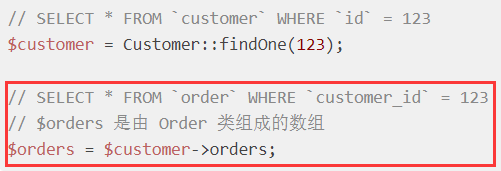 // SELECT * FROM `customer` WHERE `id` = 123
$customer = Customer::findOne(123);
// SELECT * FROM `order` WHERE `customer_id` = 123
// $orders 是由 Order 类组成的数组
$orders = $customer->orders;